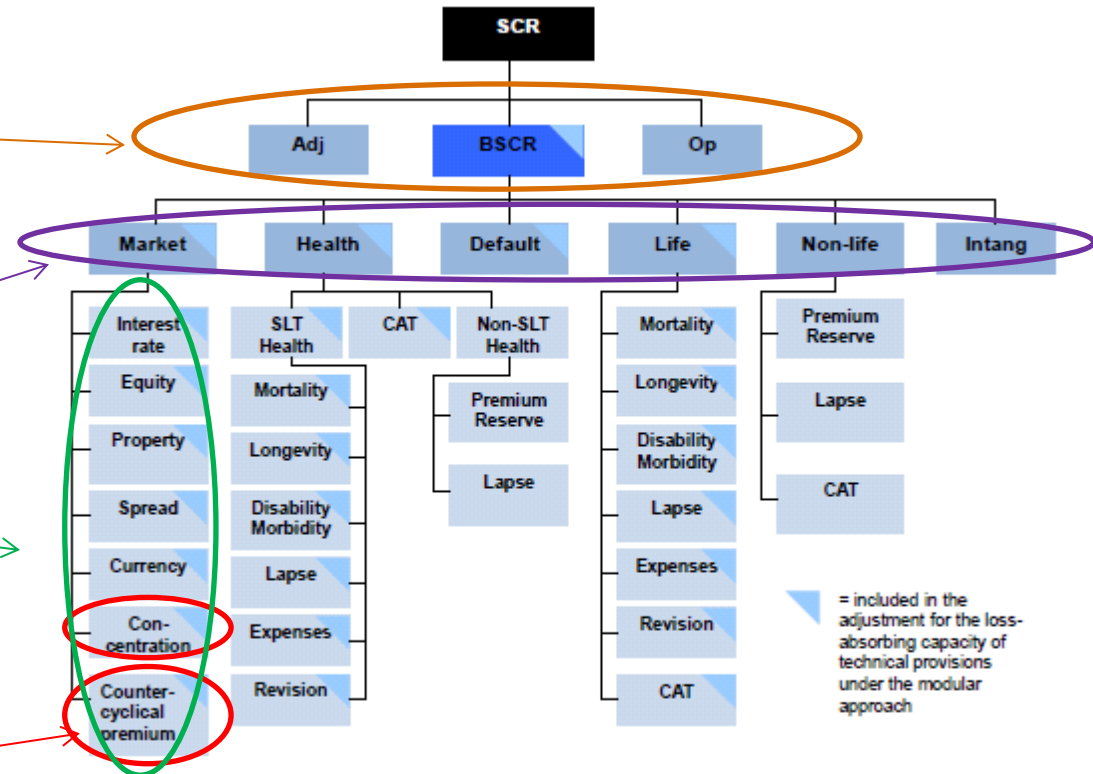 SCR
Adj
BSCR
Op
Market
Health
Default
Life
Non-life
Intang
Interest
rate
Equity
Property
Spread
Currency
Con-
centration
Counter-
cyclical
premium
SLT
Health
Mortality
Longevity
Disability
Morbidity
Lapse
Expenses
Revision
CAT
Non-SLT
Health
Premium
Reserve
Lapse
Mortality
Longevity
Disability
Morbidity
Lapse
Expenses
Revision
CAT
Premium
Reserve
Lapse
CAT
= included in the
adjustment for the loss-
absorbing capacity of
technical provisions
under the modular
approach